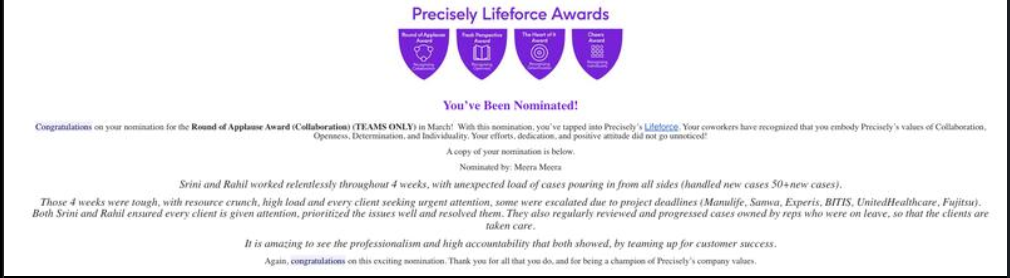 Precisely Lifeforce Awards
Round of Applause Award
Recognizing Collaboration
Fresh Perspective Award
Recognizing Openness
The Heart of It Award
Recognizing Determination
Cheers Award
Recognizing Individuality
You've Been Nominated!
Congratulations on your nomination for the Round of Applause Award (Collaboration) (TEAMS ONLY) in March! With this nomination, you've tapped into Precisely's Lifeforce. Your coworkers have recognized that you embody Precisely's values of Collaboration,
Openness, Determination, and Individuality. Your efforts, dedication, and positive attitude did not go unnoticed!
A copy of your nomination is below.
Nominated by: Meera Meera
Srini and Rahil worked relentlessly throughout 4 weeks, with unexpected load of cases pouring in from all sides (handled new cases 50+new cases).
Those 4 weeks were tough, with resource crunch, high load and every client seeking urgent attention, some were escalated due to project deadlines (Manulife, Sanwa, Experis, BITIS, UnitedHealthcare, Fujitsu).
Both Srini and Rahil ensured every client is given attention, prioritized the issues well and resolved them. They also regularly reviewed and progressed cases owned by reps who were on leave, so that the clients are
taken care.
It is amazing to see the professionalism and high accountability that both showed, by teaming up for customer success.
Again, congratulations on this exciting nomination. Thank you for all that you do, and for being a champion of Precisely's company values.